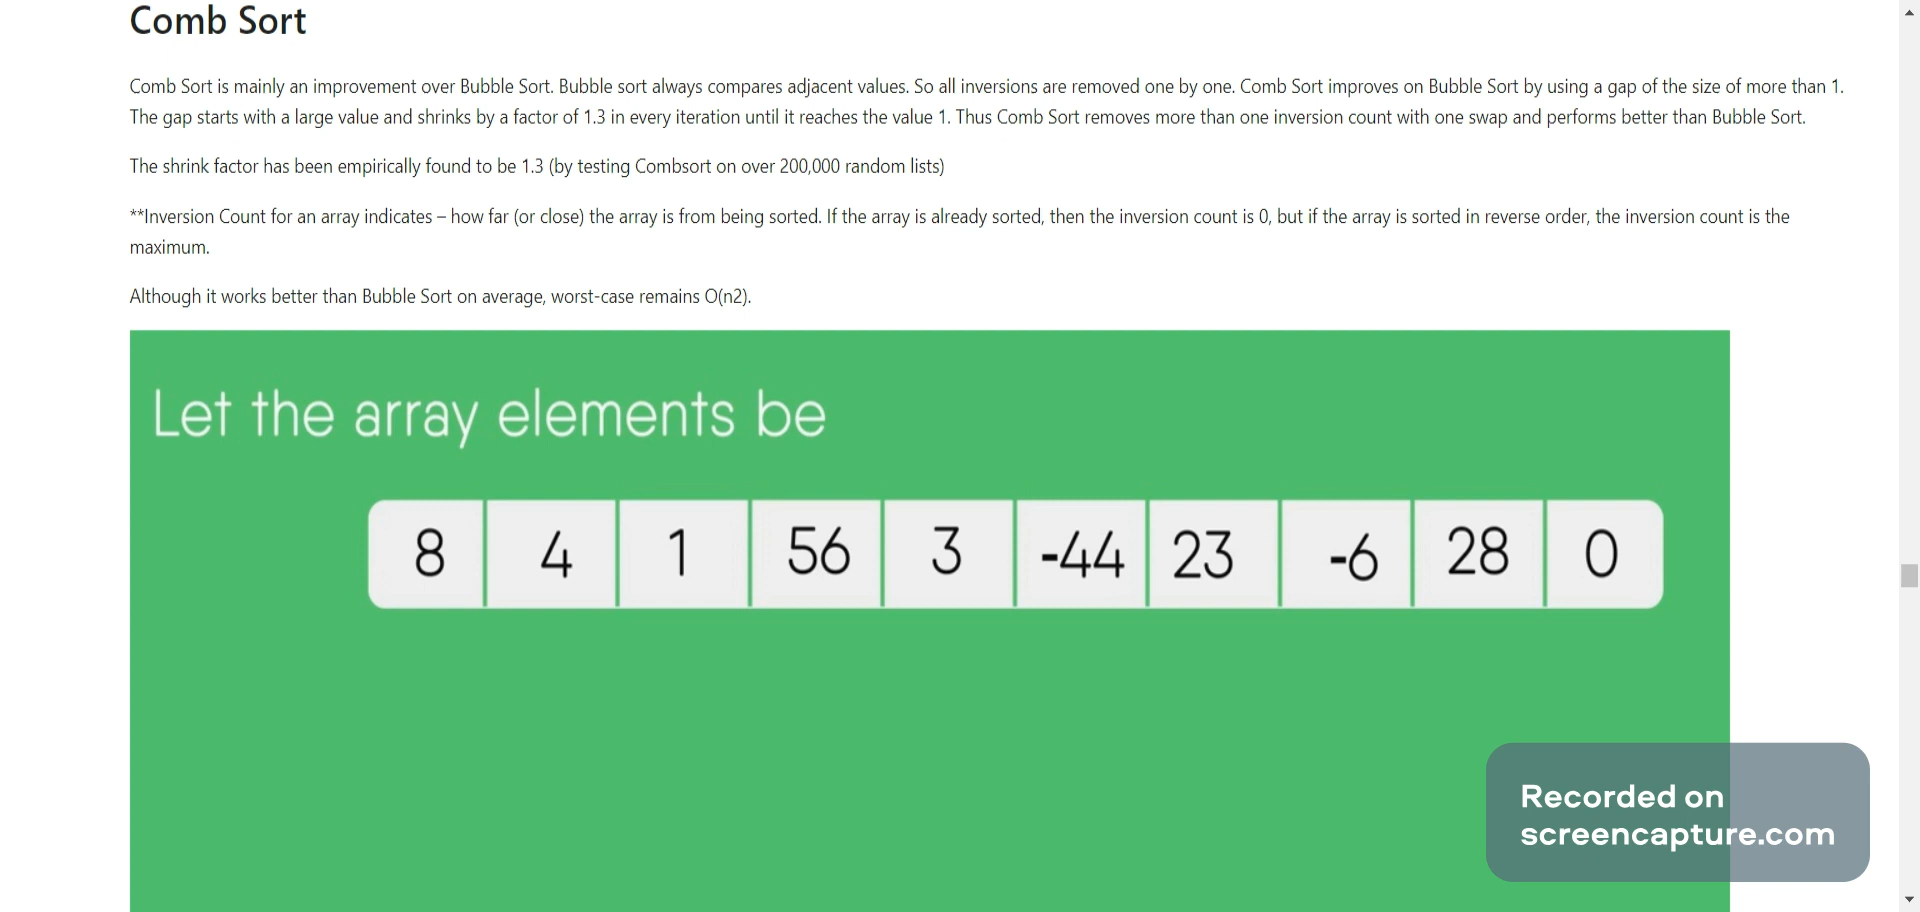 Comb Sort
Comb Sort is mainly an improvement over Bubble Sort. Bubble sort always compares adjacent values. So all inversions are removed one by one. Comb Sort improves on Bubble Sort by using a gap of the size of more than 1.
The gap starts with a large value and shrinks by a factor of 1.3 in every iteration until it reaches the value 1. Thus Comb Sort removes more than one inversion count with one swap and performs better than Bubble Sort.
The shrink factor has been empirically found to be 1.3 (by testing Combsort on over 200,000 random lists)
**Inversion Count for an array indicates – how far (or close) the array is from being sorted. If the array is already sorted, then the inversion count is 0, but if the array is sorted in reverse order, the inversion count is the
maximum.
Although it works better than Bubble Sort on average, worst-case remains O(n2).
Let the array elements be
8 4 1 56 3 -44 23 -6 28 0
Recorded on
screencapture.com